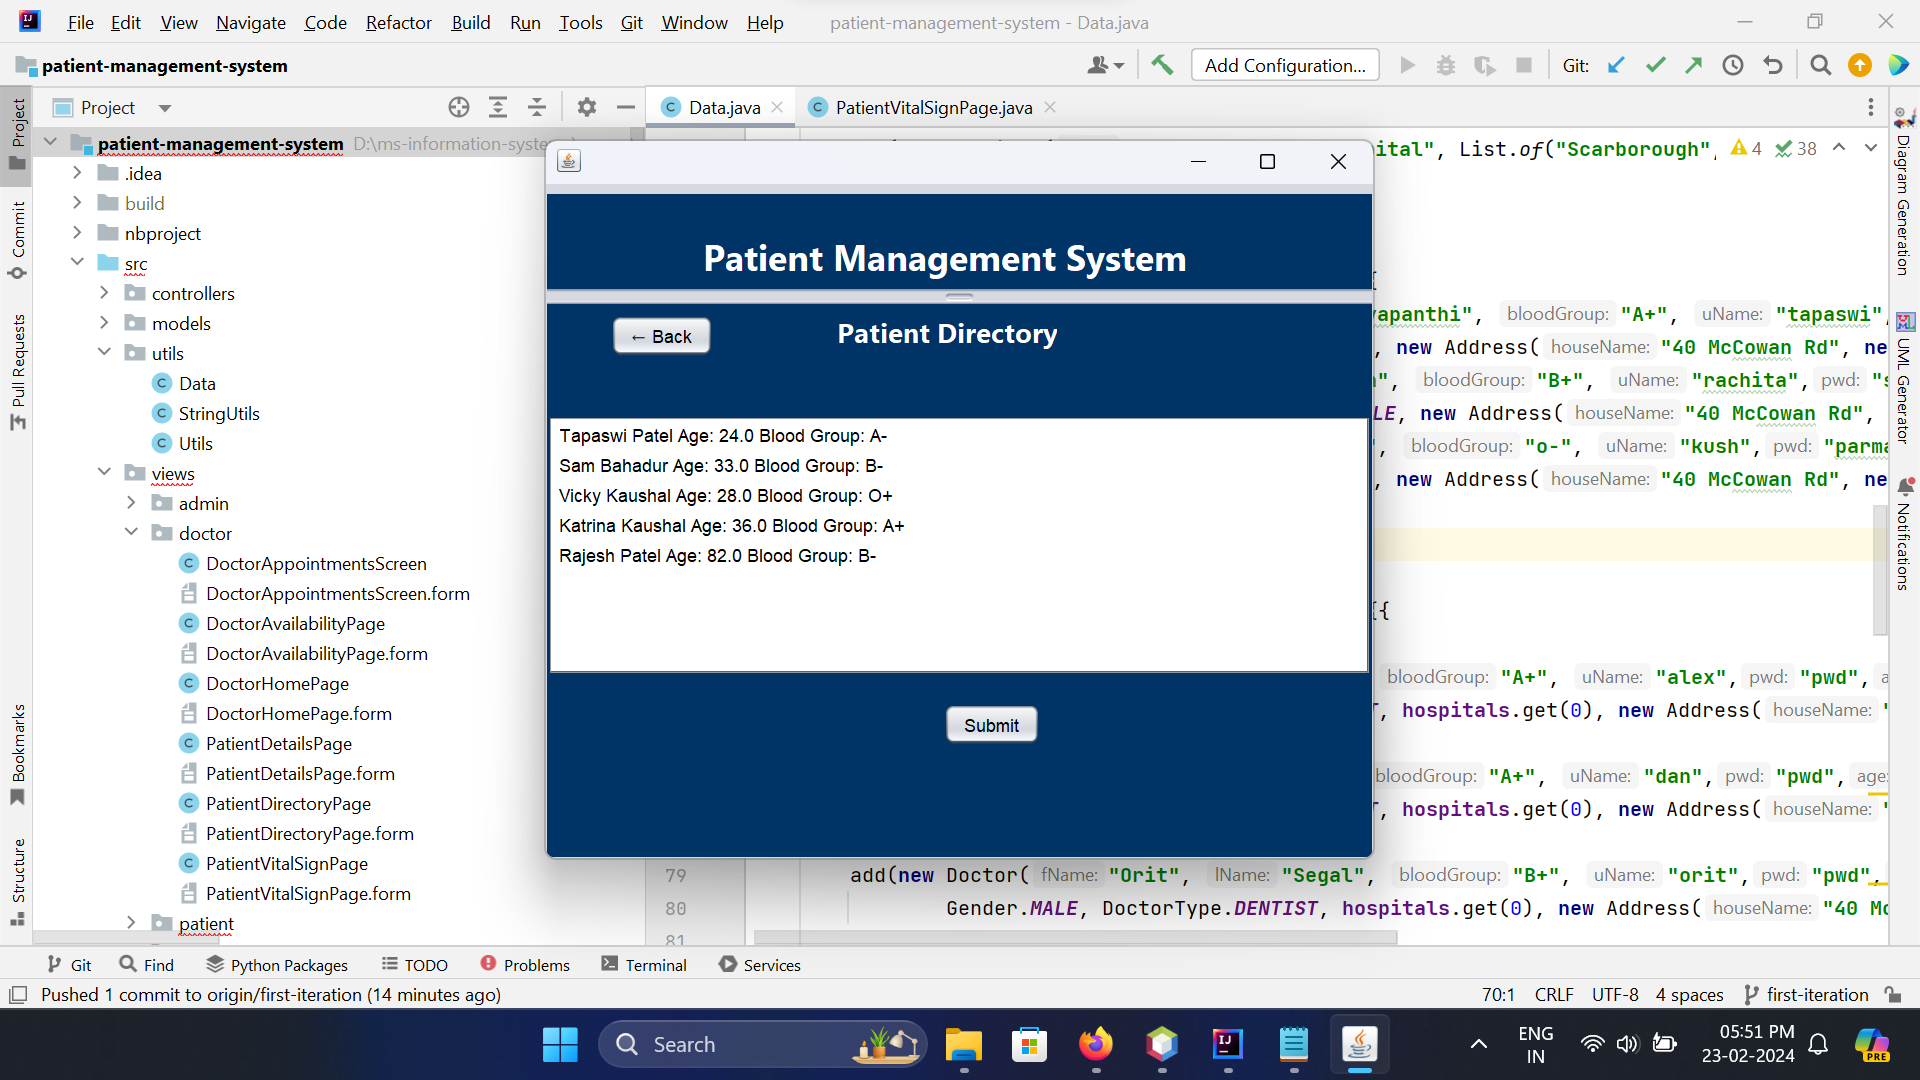 File Edit View Navigate Code Refactor Build Run Tools Git Window Help patient-management-system - Data.java
patient-management-system Add Configuration... Git:
Project Data.java PatientVitalSignPage.java
patient-management-system D:\ms-information-syste
.idea
build
nbproject
src
controllers
models
utils
Data
StringUtils
Utils
views
admin
doctor
DoctorAppointmentsScreen
DoctorAppointmentsScreen.form
DoctorAvailabilityPage
DoctorAvailabilityPage.form
DoctorHomePage
DoctorHomePage.form
PatientDetailsPage
PatientDetailsPage.form
PatientDirectoryPage
PatientDirectoryPage.form
PatientVitalSignPage
PatientVitalSignPage.form
patient
Project
Commit
Pull Requests
Bookmarks
Structure
Patient Management System
← Back
Patient Directory
Tapaswi Patel Age: 24.0 Blood Group: A-
Sam Bahadur Age: 33.0 Blood Group: B-
Vicky Kaushal Age: 28.0 Blood Group: O+
Katrina Kaushal Age: 36.0 Blood Group: A+
Rajesh Patel Age: 82.0 Blood Group: B-
Submit
ital", List.of("Scarborough", 4 38
{
apanthi", bloodGroup: "A+", uName: "tapaswi",
, new Address( houseName: "40 McCowan Rd", ne
", bloodGroup: "B+", uName: "rachita", pwd: "s
LE, new Address( houseName: "40 McCowan Rd",
", bloodGroup: "o-", uName: "kush", pwd: "parma
, new Address( houseName: "40 McCowan Rd", ne
{{
bloodGroup: "A+", uName: "alex", pwd: "pwd", a
, hospitals.get(0), new Address( houseName: "
bloodGroup: "A+", uName: "dan", pwd: "pwd", age:
, hospitals.get(0), new Address( houseName: "
79 add(new Doctor( fName: "Orit", lName: "Segal", bloodGroup: "B+", uName: "orit", pwd: "pwd",
80 Gender.MALE, DoctorType.DENTIST, hospitals.get(0), new Address( houseName: "40 Mc
81
Diagram Generation
UML Generator
Notifications
Git Find Python Packages TODO Problems Terminal Services
Pushed 1 commit to origin/first-iteration (14 minutes ago) 70:1 CRLF UTF-8 4 spaces first-iteration
Search
ENG
IN
05:51 PM
23-02-2024
PRE